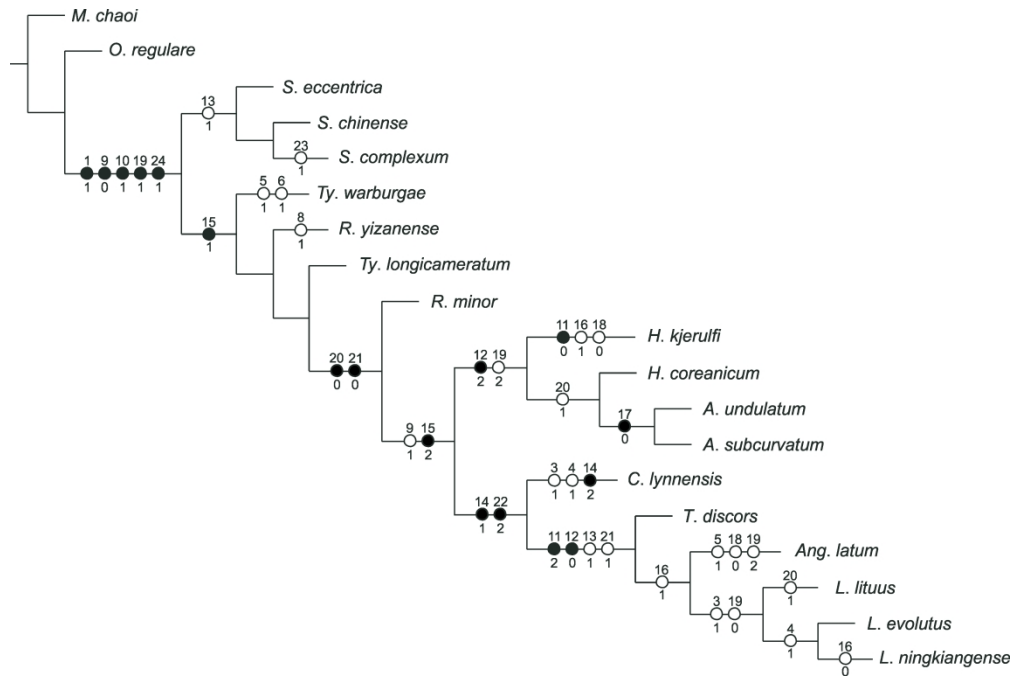 M. chaoi
O. regulare
S. eccentrica
13
1
S. chinense
23
S. complexum
1
1 9 10 19 24
1 0 1 1 1
5 6
Ty. warburgae
1 1
15
1
8
R. yizanense
1
Ty. longicameratum
R. minor
20 21
0 0
11 16 18
H. kjerulfi
0 1 0
12 19
2 2
H. coreanicum
20
1
A. undulatum
17
0
A. subcurvatum
9 15
1 2
3 4 14
C. lynnensis
1 1 2
14 22
1 2
T. discors
11 12 13 21
2 0 1 1
5 18 19
Ang. latum
1 0 2
16
1
20
L. lituus
1
3 19
1 0
L. evolutus
4
1
16
L. ningkiangense
0